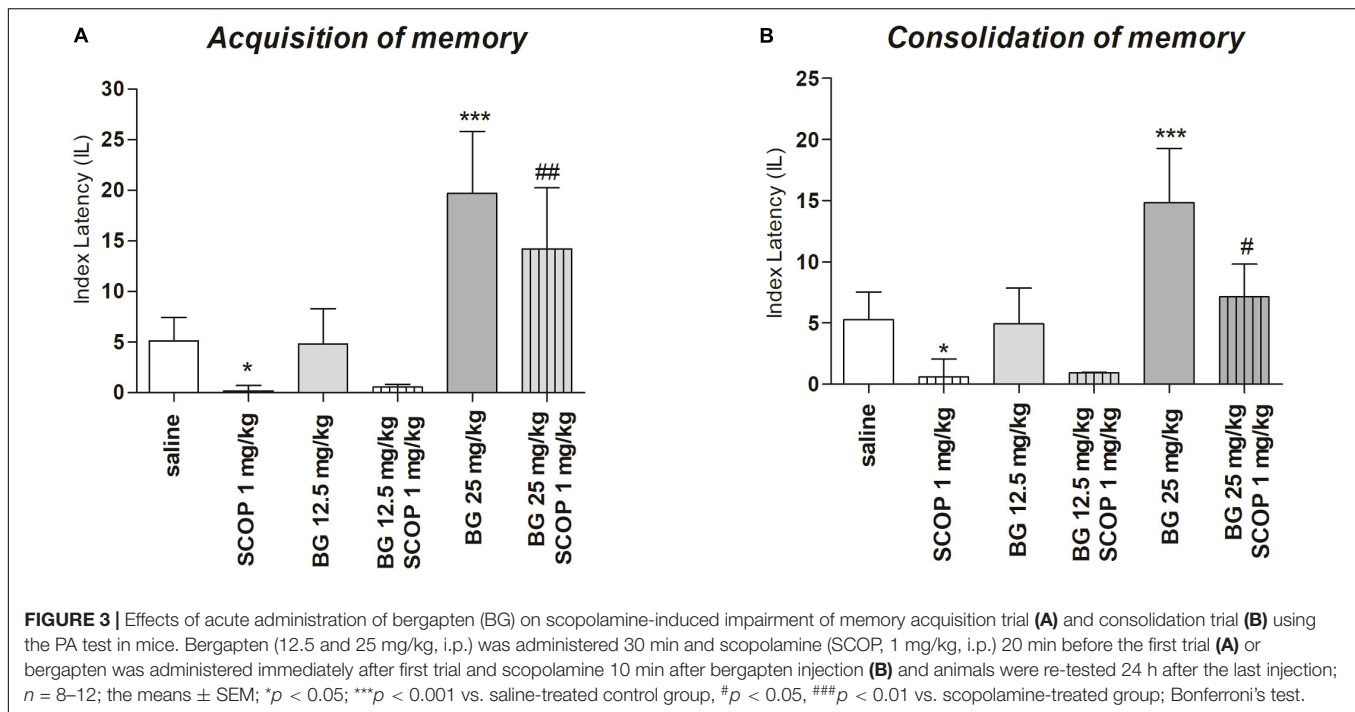 A
Acquisition of memory
Index Latency (IL)
30
25
20
15
10
5
0
*
***
##
saline
SCOP 1 mg/kg
BG 12.5 mg/kg
BG 12.5 mg/kg
SCOP 1 mg/kg
BG 25 mg/kg
BG 25 mg/kg
SCOP 1 mg/kg
B
Consolidation of memory
Index Latency (IL)
25
20
15
10
5
0
*
***
#
saline
SCOP 1 mg/kg
BG 12.5 mg/kg
BG 12.5 mg/kg
SCOP 1 mg/kg
BG 25 mg/kg
BG 25 mg/kg
SCOP 1 mg/kg
FIGURE 3 | Effects of acute administration of bergapten (BG) on scopolamine-induced impairment of memory acquisition trial (A) and consolidation trial (B) using
the PA test in mice. Bergapten (12.5 and 25 mg/kg, i.p.) was administered 30 min and scopolamine (SCOP, 1 mg/kg, i.p.) 20 min before the first trial (A) or
bergapten was administered immediately after first trial and scopolamine 10 min after bergapten injection (B) and animals were re-tested 24 h after the last injection;
n = 8–12; the means ± SEM; *p < 0.05; ***p < 0.001 vs. saline-treated control group, #p < 0.05, ###p < 0.01 vs. scopolamine-treated group; Bonferroni's test.